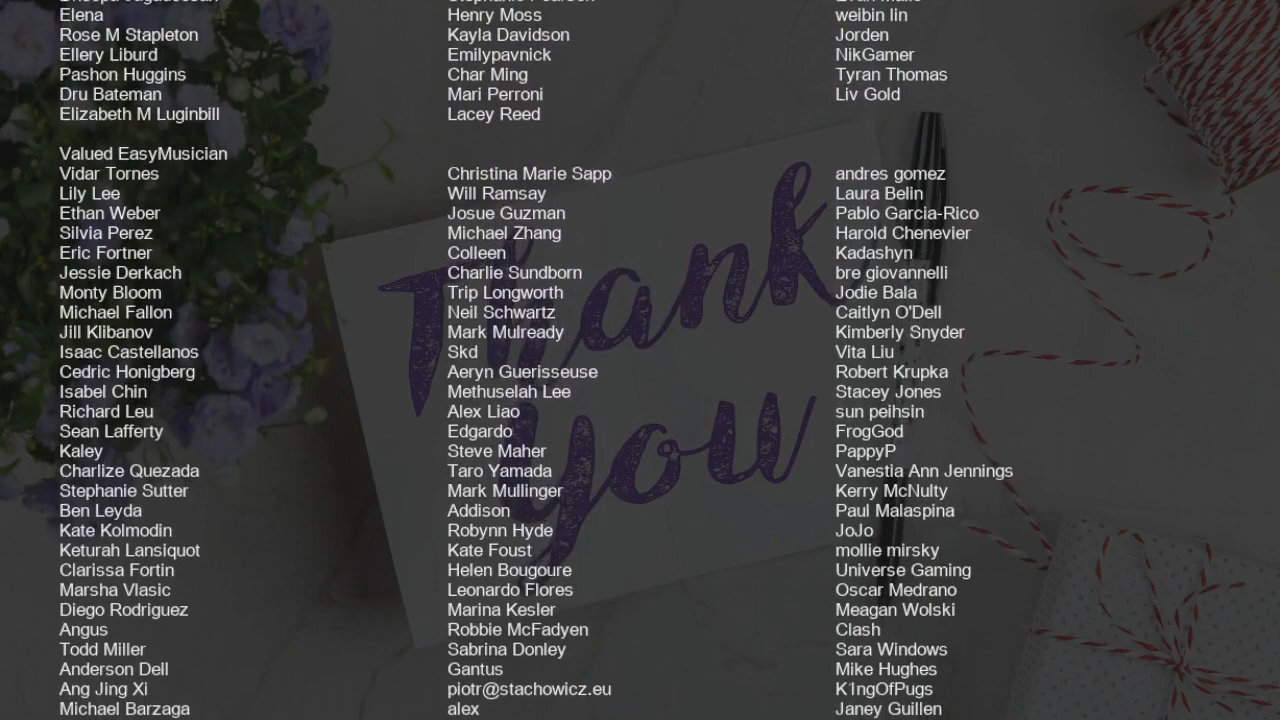 Elena
Rose M Stapleton
Ellery Liburd
Pashon Huggins
Dru Bateman
Elizabeth M Luginbill
Henry Moss
Kayla Davidson
Emilypavnick
Char Ming
Mari Perroni
Lacey Reed
weibin lin
Jorden
NikGamer
Tyran Thomas
Liv Gold
Valued EasyMusician
Vidar Tornes
Lily Lee
Ethan Weber
Silvia Perez
Eric Fortner
Jessie Derkach
Monty Bloom
Michael Fallon
Jill Klibanov
Isaac Castellanos
Cedric Honigberg
Isabel Chin
Richard Leu
Sean Lafferty
Kaley
Charlize Quezada
Stephanie Sutter
Ben Leyda
Kate Kolmodin
Keturah Lansiquot
Clarissa Fortin
Marsha Vlasic
Diego Rodriguez
Angus
Todd Miller
Anderson Dell
Ang Jing Xi
Michael Barzaga
Christina Marie Sapp
Will Ramsay
Josue Guzman
Michael Zhang
Colleen
Charlie Sundborn
Trip Longworth
Neil Schwartz
Mark Mulready
Skd
Aeryn Guerisseuse
Methuselah Lee
Alex Liao
Edgardo
Steve Maher
Taro Yamada
Mark Mullinger
Addison
Robynn Hyde
Kate Foust
Helen Bougoure
Leonardo Flores
Marina Kesler
Robbie McFadyen
Sabrina Donley
Gantus
piotr@stachowicz.eu
alex
andres gomez
Laura Belin
Pablo Garcia-Rico
Harold Chenevier
Kadashyn
bre giovannelli
Jodie Bala
Caitlyn O'Dell
Kimberly Snyder
Vita Liu
Robert Krupka
Stacey Jones
sun peihsin
FrogGod
PappyP
Vanestia Ann Jennings
Kerry McNulty
Paul Malaspina
JoJo
mollie mirsky
Universe Gaming
Oscar Medrano
Meagan Wolski
Clash
Sara Windows
Mike Hughes
K1ngOfPugs
Janey Guillen
Thank
you